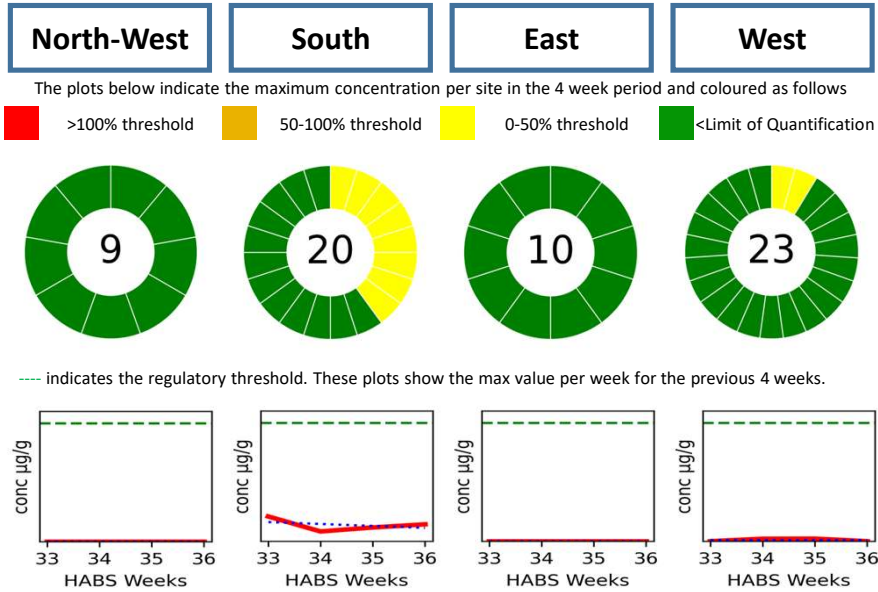 North-West South East West
The plots below indicate the maximum concentration per site in the 4 week period and coloured as follows
>100% threshold 50-100% threshold 0-50% threshold <Limit of Quantification
9 20 10 23
---- indicates the regulatory threshold. These plots show the max value per week for the previous 4 weeks.
conc µg/g conc µg/g conc µg/g conc µg/g
33 34 35 36 33 34 35 36 33 34 35 36 33 34 35 36
HABS Weeks HABS Weeks HABS Weeks HABS Weeks